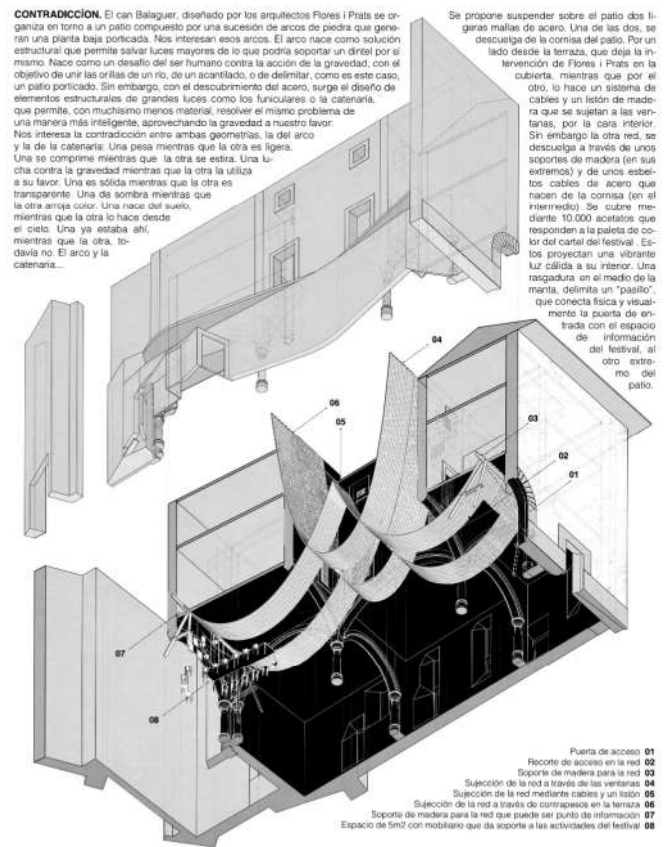 CONTRADICCION. El can Balaguer, diseñado por los arquitectos Flores i Prats se or-
ganiza en torno a un patio compuesto por una sucesión de arcos de piedra que gene-
ran una planta baja porticada. Nos interesan esos arcos. El arco nace como solución
estructural que permite salvar luces mayores de lo que podría soportar un dintel por sí
mismo. Nace como un desafío del ser humano contra la acción de la gravedad, con el
objetivo de unir las orillas de un río, de un acantilado, o de delimitar, como es este caso,
un patio porticado. Sin embargo, con el descubrimiento del acero, surge el diseño de
elementos estructurales de grandes luces como los funiculares o la catenaria,
que permite, con muchísimo menos material, resolver el mismo problema de
una manera más inteligente, aprovechando la gravedad a nuestro favor.
Nos interesa la contradicción entre ambas geometrías, la del arco
y la de la catenaria: Una pesa mientras que la otra es ligera.
Una se comprime mientras que la otra se estira. Una lu-
cha contra la gravedad mientras que la otra la utiliza
a su favor. Una es sólida mientras que la otra es
transparente. Una da sombra mientras que
la otra arroja color. Una nace del suelo,
mientras que la otra lo hace desde
el cielo. Una ya estaba ahí,
mientras que la otra, to-
davía no. El arco y la
catenaria...
Se propone suspender sobre el patio dos li-
geras mallas de acero. Una de las dos, se
descuelga de la cornisa del patio. Por un
lado desde la terraza, que deja la in-
tervención de Flores i Prats en la
cubierta, mientras que por el
otro, lo hace un sistema de
cables y un listón de made-
ra que se sujetan a las ven-
tanas, por la cara interior.
Sin embargo la otra red, se
descuelga a través de unos
soportes de madera (en sus
extremos) y de unos esbel-
tos cables de acero que
nacen de la cornisa (en el
intermedio). Se cubre me-
diante 10.000 acetatos que
responden a la paleta de co-
lor del cartel del festival. Es-
tos proyectan una vibrante
luz cálida a su interior. Una
rasgadura en el medio de la
manta, delimita un "pasillo",
que conecta física y visual-
mente la puerta de en-
trada con el espacio
de información
del festival, al
otro extre-
mo del
patio.
04
06
05
03
02
01
07
08
Puerta de acceso 01
Recorte de acceso en la red 02
Soporte de madera para la red 03
Sujección de la red a través de las ventanas 04
Sujección de la red mediante cables y un listón 05
Sujección de la red a través de contrapesos en la terraza 06
Soporte de madera para la red que puede ser punto de información 07
Espacio de 5m2 con mobiliario que da soporte a las actividades del festival 08